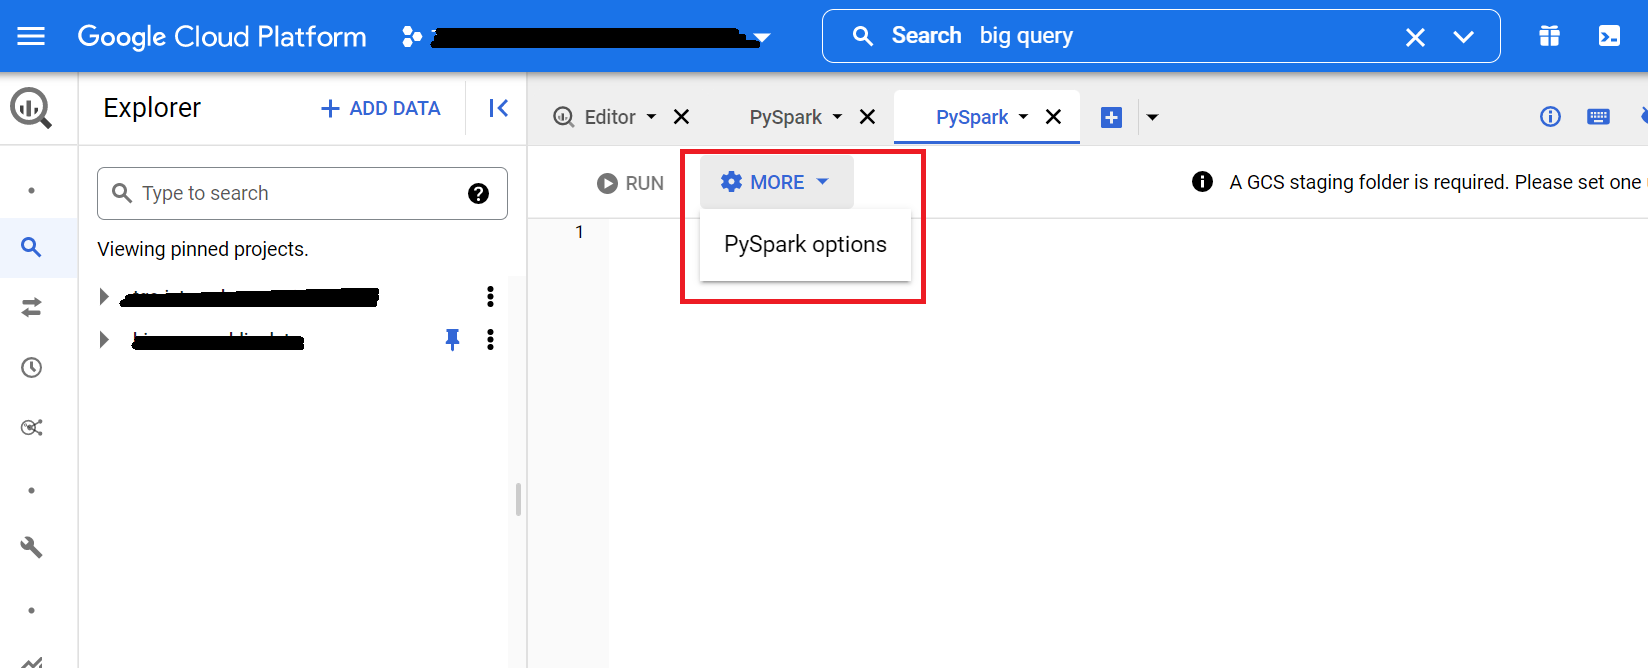 Google Cloud Platform
Search big query
Explorer
ADD DATA
Editor
PySpark
PySpark
Type to search
RUN
MORE
A GCS staging folder is required. Please set one
PySpark options
1
Viewing pinned projects.